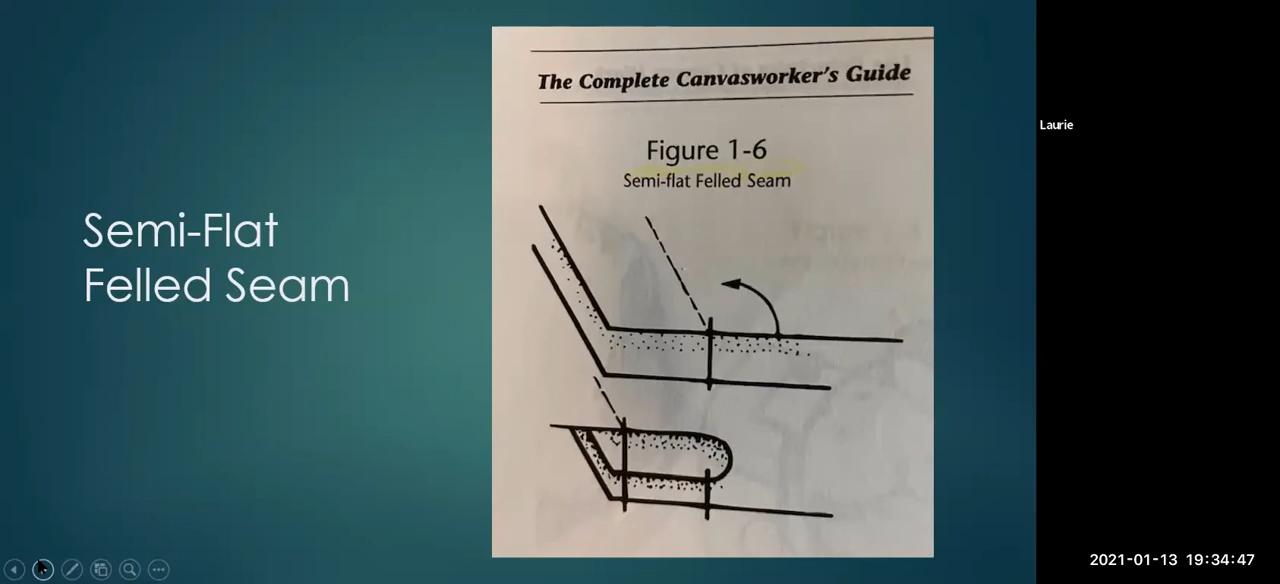 Semi-Flat
Felled Seam
The Complete Canvasworker's Guide
Figure 1-6
Semi-flat Felled Seam
Laurie
2021-01-13 19:34:47